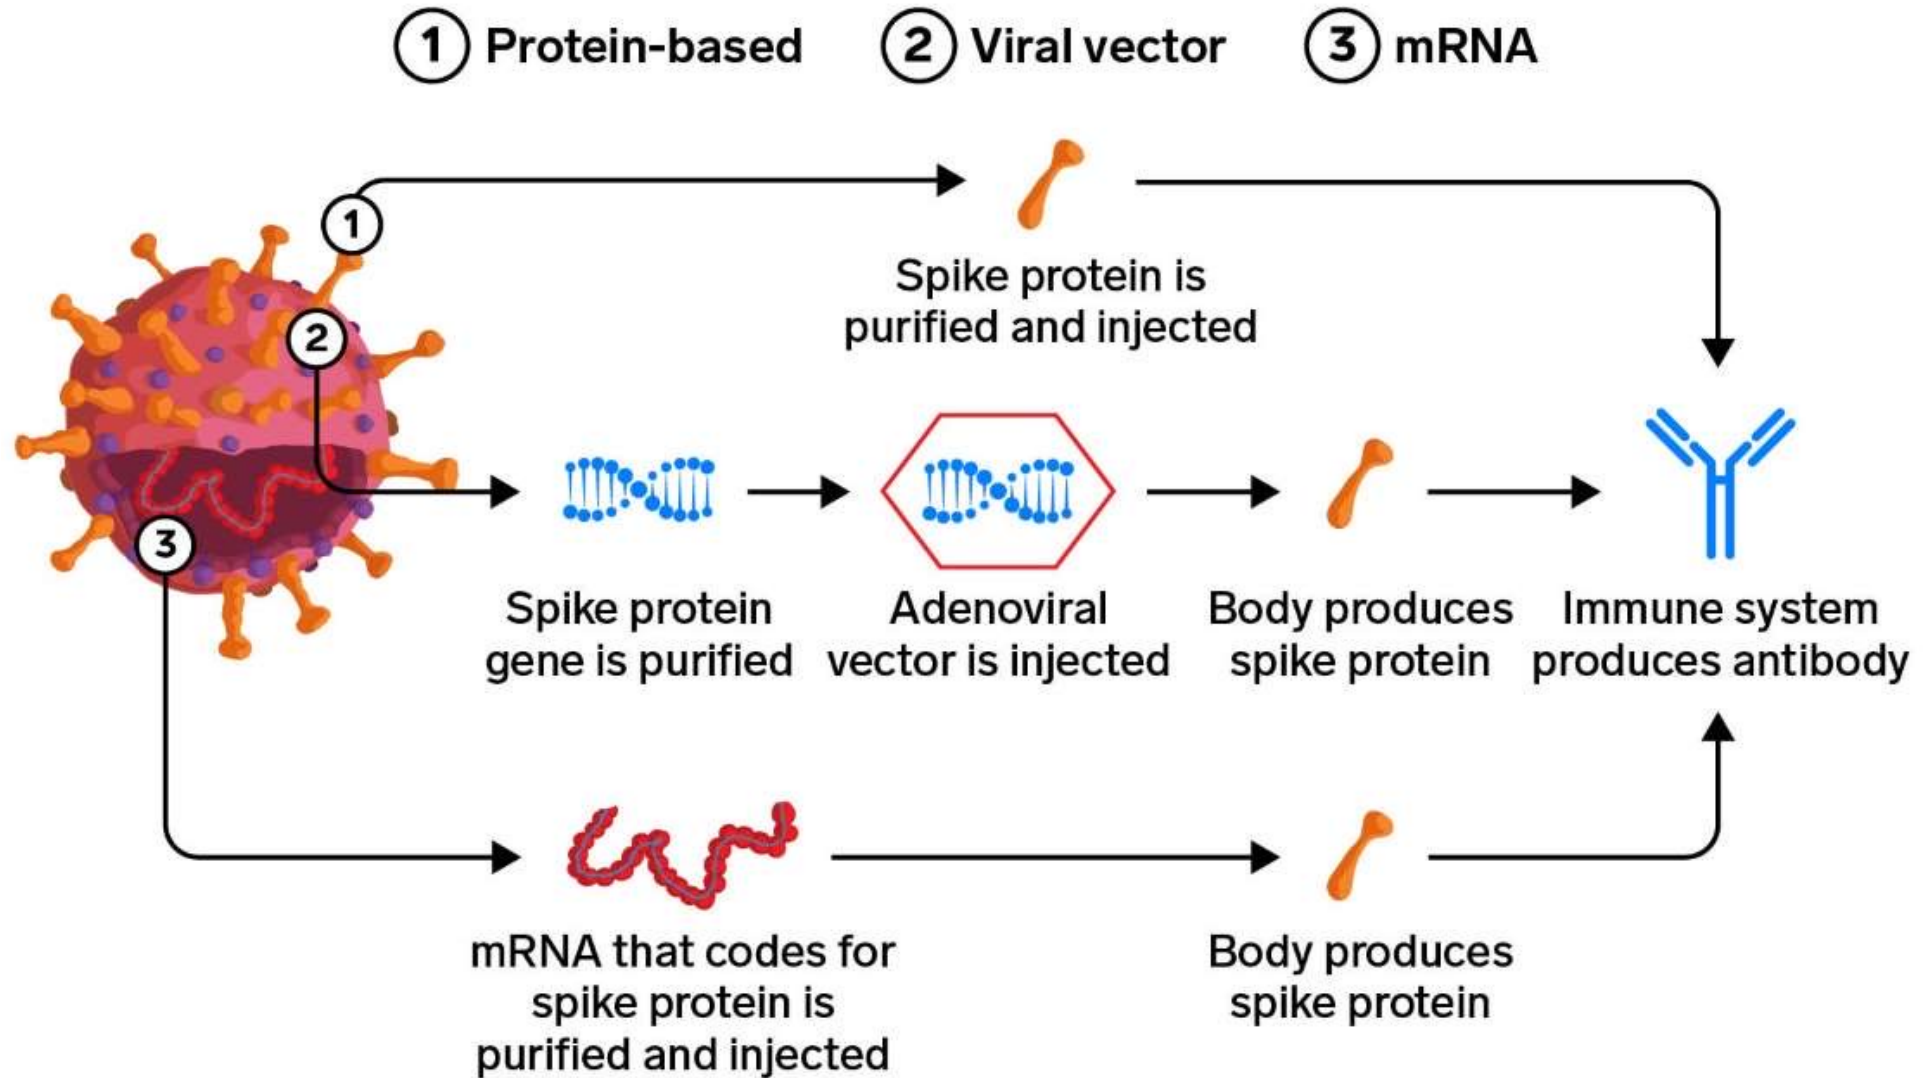 1 Protein-based 2 Viral vector 3 mRNA
1
Spike protein is
purified and injected
2
3
Spike protein
gene is purified
Adenoviral
vector is injected
Body produces
spike protein
Immune system
produces antibody
mRNA that codes for
spike protein is
purified and injected
Body produces
spike protein